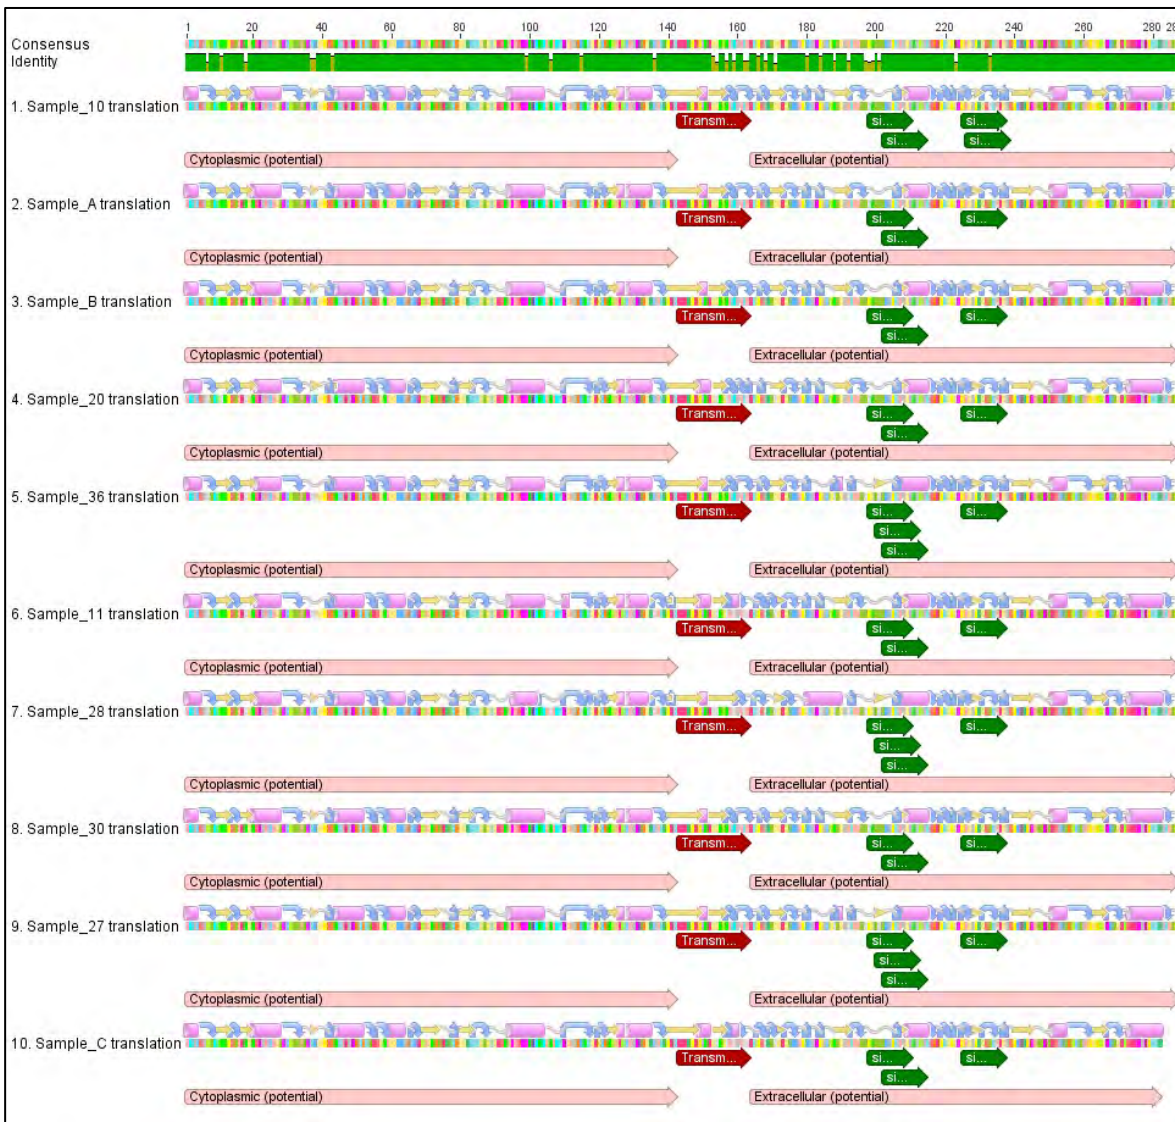 1 20 40 60 80 100 120 140 160 180 200 220 240 260 280
Consensus
Identity
1. Sample_10 translation
Transm... si... si...
si... si...
Cytoplasmic (potential) Extracellular (potential)
2. Sample_A translation
Transm... si... si...
si...
Cytoplasmic (potential) Extracellular (potential)
3. Sample_B translation
Transm... si... si...
si...
Cytoplasmic (potential) Extracellular (potential)
4. Sample_20 translation
Transm... si... si...
si...
Cytoplasmic (potential) Extracellular (potential)
5. Sample_36 translation
Transm... si... si...
si...
si...
Cytoplasmic (potential) Extracellular (potential)
6. Sample_11 translation
Transm... si... si...
si...
Cytoplasmic (potential) Extracellular (potential)
7. Sample_28 translation
Transm... si... si...
si...
si...
Cytoplasmic (potential) Extracellular (potential)
8. Sample_30 translation
Transm... si... si...
si...
Cytoplasmic (potential) Extracellular (potential)
9. Sample_27 translation
Transm... si... si...
si...
si...
Cytoplasmic (potential) Extracellular (potential)
10. Sample_C translation
Transm... si... si...
si...
Cytoplasmic (potential) Extracellular (potential)